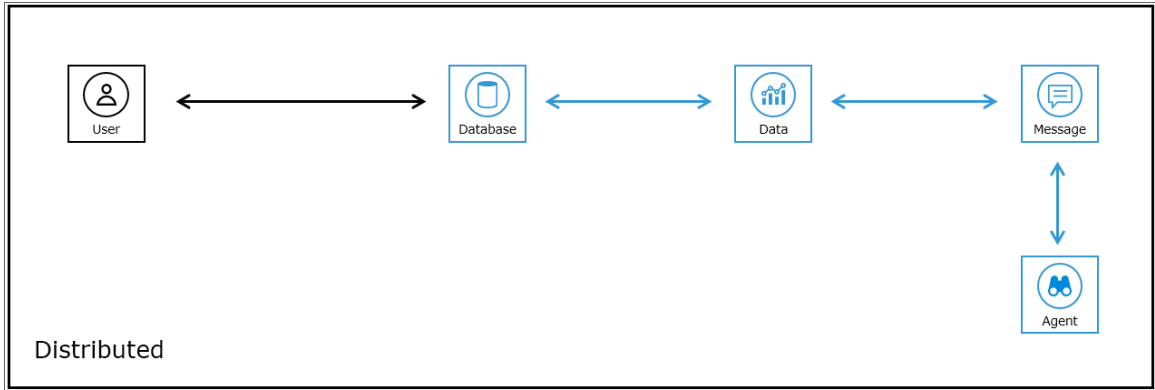 User
Database
Data
Message
Agent
Distributed